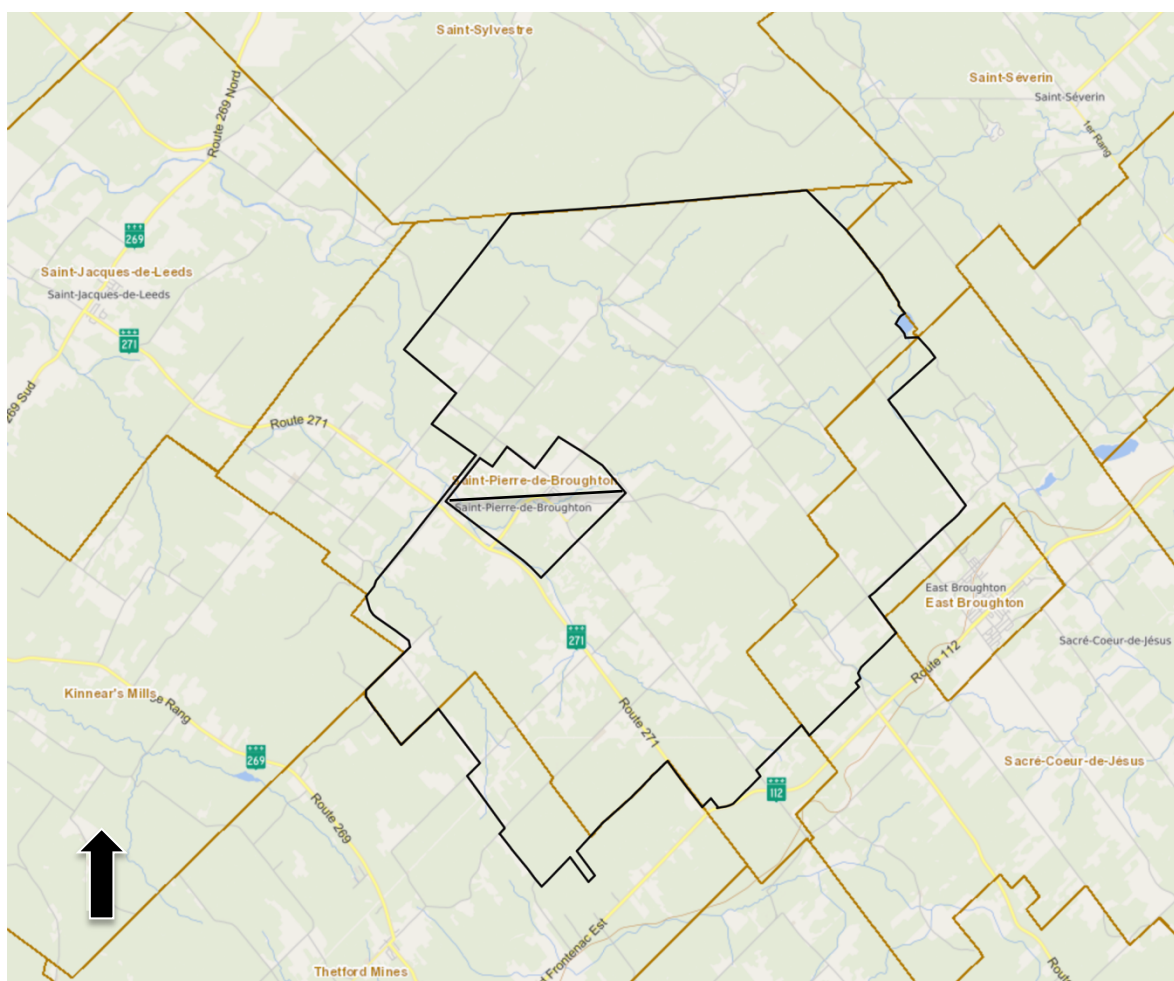 Saint-Sylvestre
Saint-Séverin
Saint-Séverin
1er Rang
Route 269 Nord
269
Saint-Jacques-de-Leeds
Saint-Jacques-de-Leeds
271
269 Sud
Route 271
Saint-Pierre-de-Broughton
Saint-Pierre-de-Broughton
East Broughton
East Broughton
271
Sacré-Coeur-de-Jésus
Route 112
Kinnear's Mills
e Rang
Route 271
269
Sacré-Coeur-de-Jésus
112
Route 269
Frontenac Est
Thetford Mines
Route